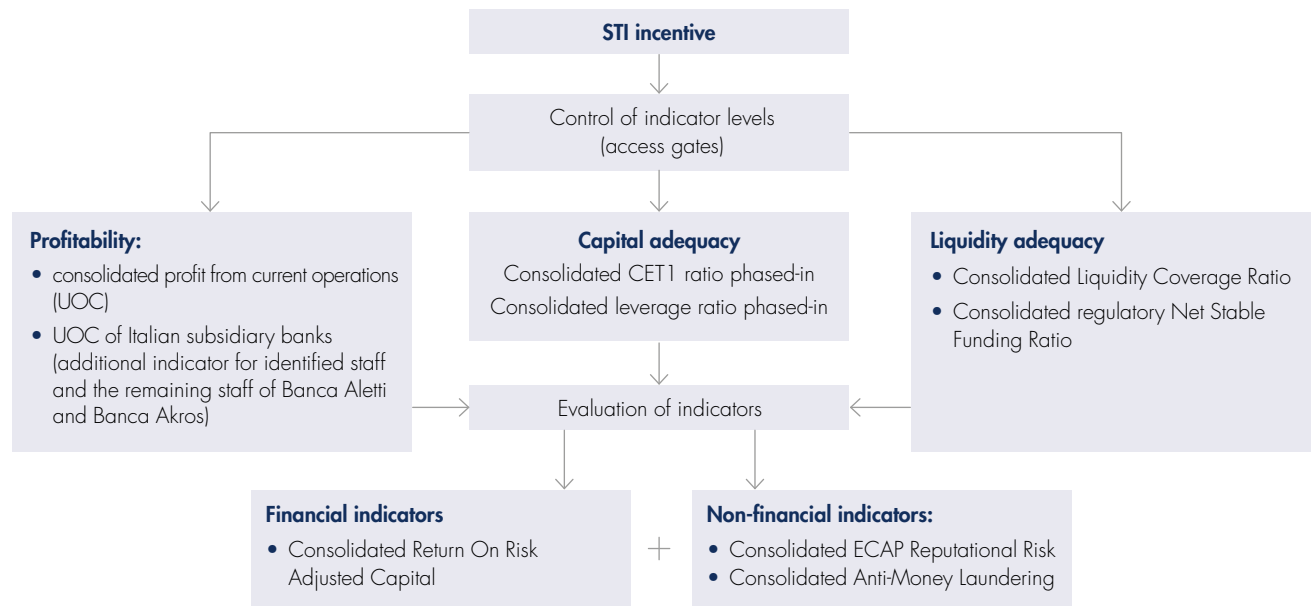 STI incentive
Control of indicator levels
(access gates)
Profitability:
• consolidated profit from current operations
(UOC)
• UOC of Italian subsidiary banks
(additional indicator for identified staff
and the remaining staff of Banca Aletti
and Banca Akros)
Capital adequacy
Consolidated CET1 ratio phased-in
Consolidated leverage ratio phased-in
Liquidity adequacy
• Consolidated Liquidity Coverage Ratio
• Consolidated regulatory Net Stable
Funding Ratio
Evaluation of indicators
Financial indicators
• Consolidated Return On Risk
Adjusted Capital
+
Non-financial indicators:
• Consolidated ECAP Reputational Risk
• Consolidated Anti-Money Laundering